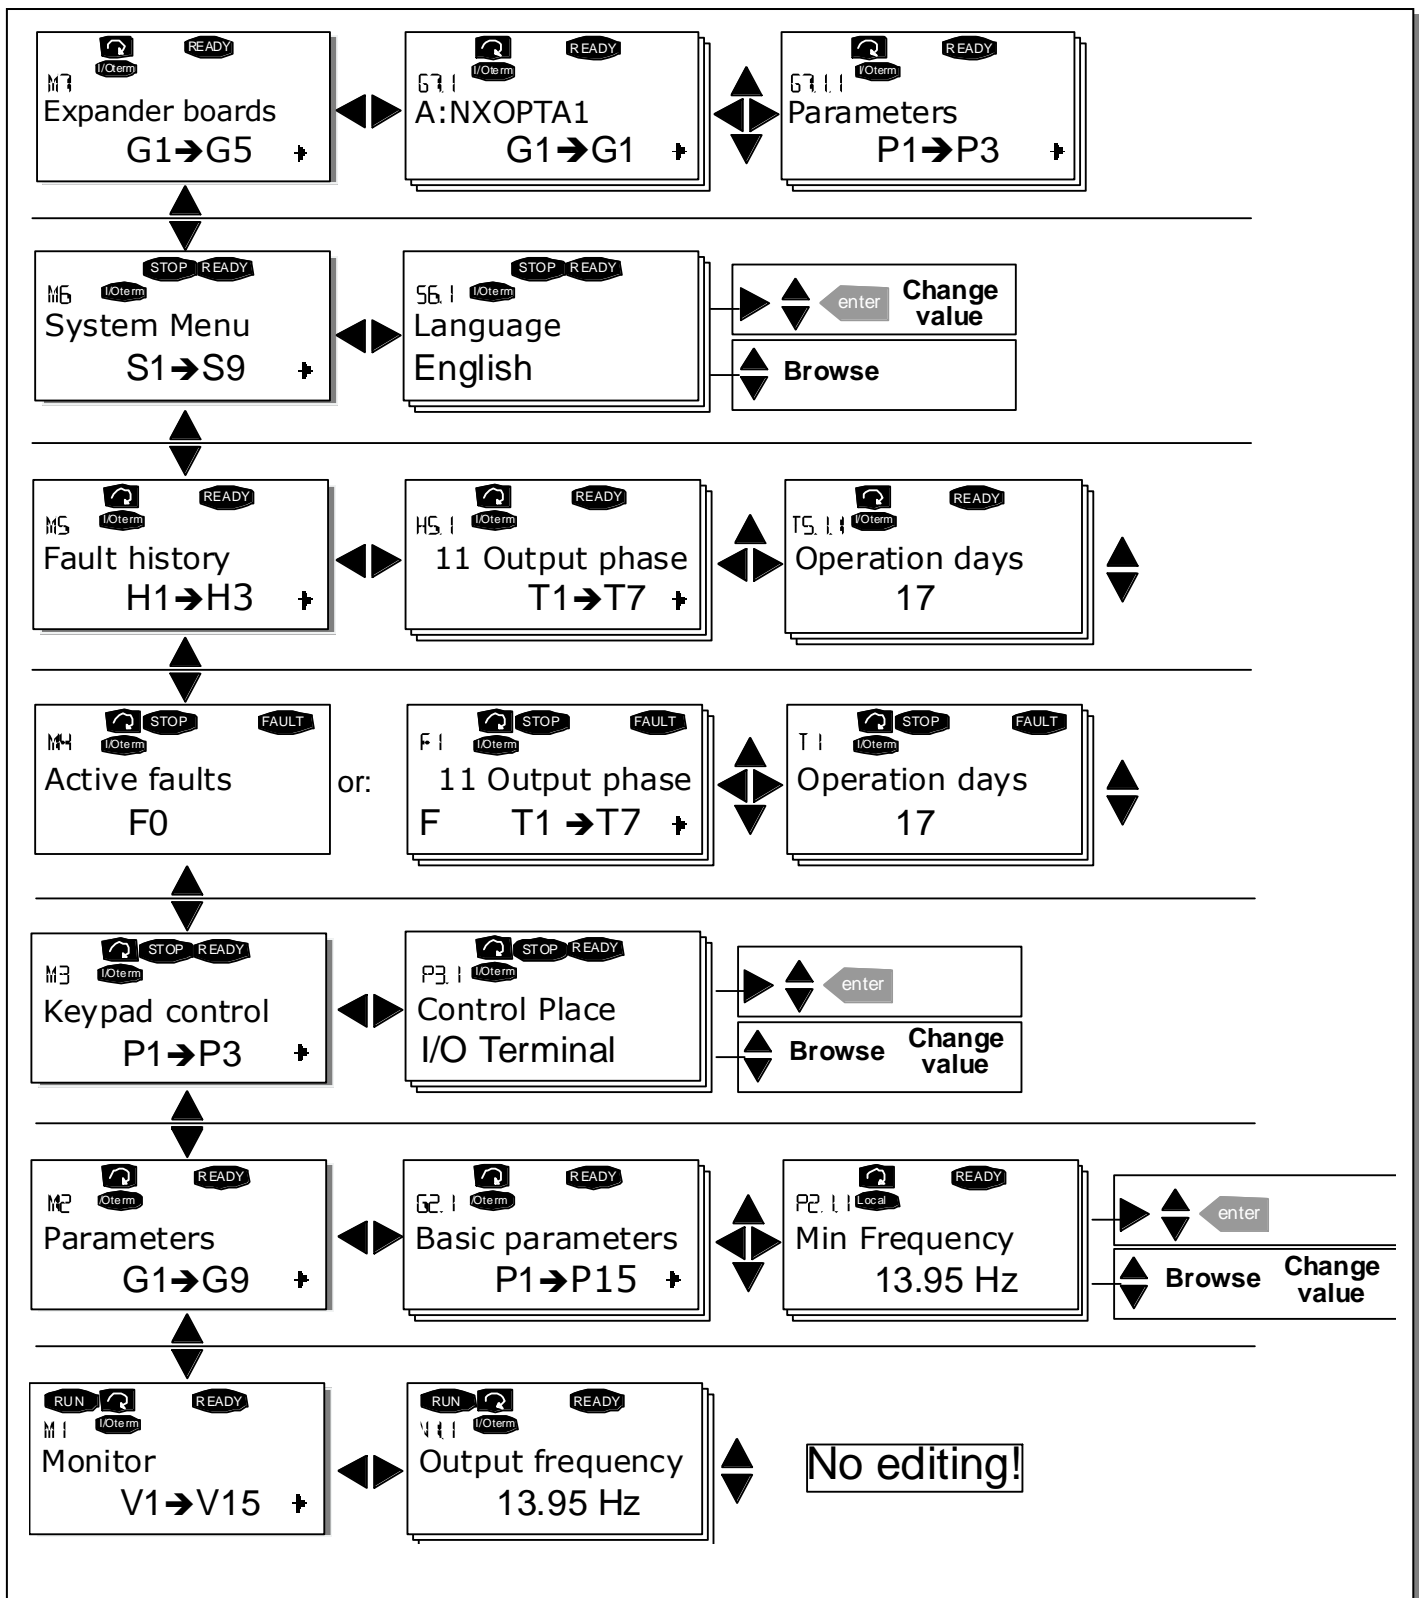 READY
I/Oterm
M7
Expander boards
G1➔G5
READY
I/Oterm
G7.1
A:NXOPTA1
G1➔G1
READY
I/Oterm
G7.1.1
Parameters
P1➔P3
STOP READY
M6 I/Oterm
System Menu
S1➔S9
STOP READY
S6.1 I/Oterm
Language
English
enter Change value
Browse
READY
M5 I/Oterm
Fault history
H1➔H3
READY
H5.1 I/Oterm
11 Output phase
T1➔T7
READY
T5.1.1 I/Oterm
Operation days
17
STOP FAULT
M4 I/Oterm
Active faults
F0
or:
STOP FAULT
F1 I/Oterm
11 Output phase
F T1 ➔T7
STOP FAULT
T1 I/Oterm
Operation days
17
STOP READY
M3 I/Oterm
Keypad control
P1➔P3
STOP READY
P3.1 I/Oterm
Control Place
I/O Terminal
enter
Browse Change value
READY
M2 /Oterm
Parameters
G1➔G9
READY
G2.1 /Oterm
Basic parameters
P1➔P15
READY
P2.1.1 Local
Min Frequency
13.95 Hz
enter
Browse Change value
RUN READY
M1 I/Oterm
Monitor
V1➔V15
RUN READY
V1.1 I/Oterm
Output frequency
13.95 Hz
No editing!